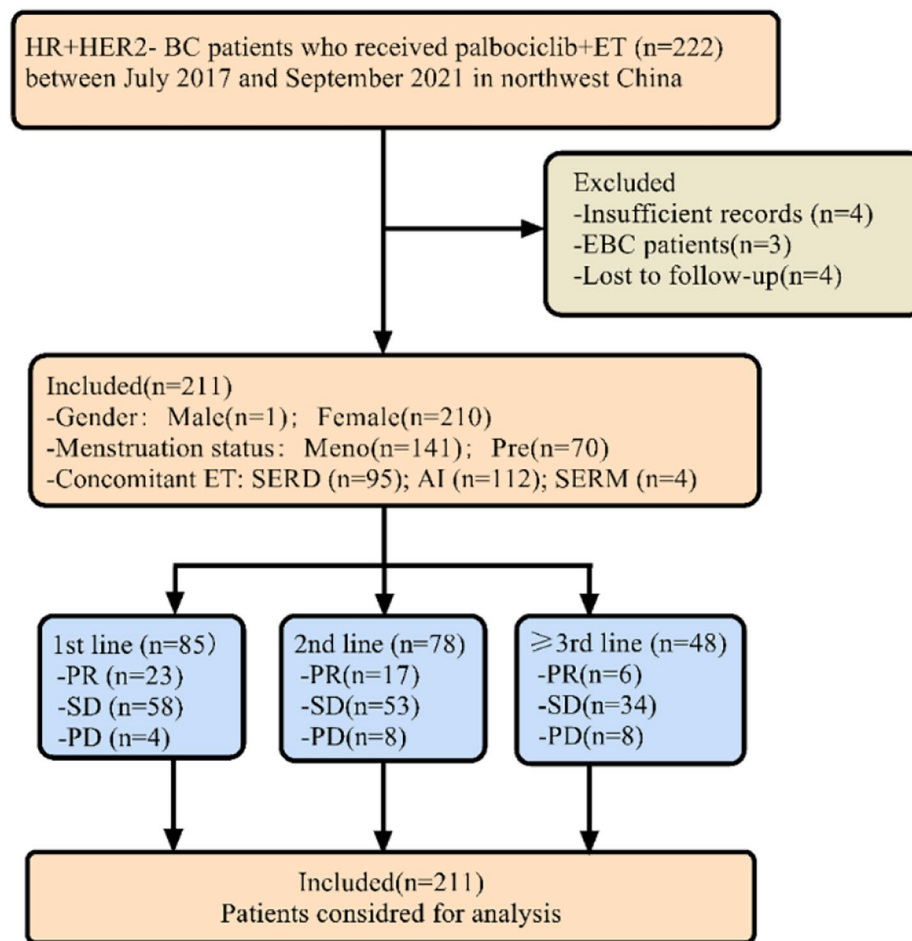 HR+HER2- BC patients who received palbociclib+ET (n=222)
between July 2017 and September 2021 in northwest China
Excluded
-Insufficient records (n=4)
-EBC patients(n=3)
-Lost to follow-up(n=4)
Included(n=211)
-Gender: Male(n=1); Female(n=210)
-Menstruation status: Meno(n=141); Pre(n=70)
-Concomitant ET: SERD (n=95); AI (n=112); SERM (n=4)
1st line (n=85)
-PR (n=23)
-SD (n=58)
-PD (n=4)
2nd line (n=78)
-PR(n=17)
-SD(n=53)
-PD(n=8)
≥3rd line (n=48)
-PR(n=6)
-SD(n=34)
-PD(n=8)
Included(n=211)
Patients considred for analysis